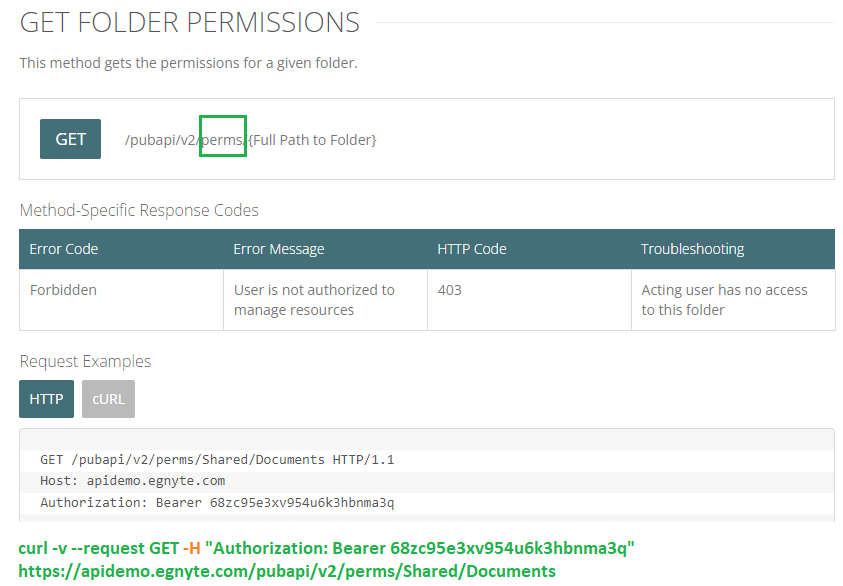 GET FOLDER PERMISSIONS
This method gets the permissions for a given folder.
GET /pubapi/v2/perms/{Full Path to Folder}
Method-Specific Response Codes
Error Code Error Message HTTP Code Troubleshooting
Forbidden User is not authorized to 403 Acting user has no access
manage resources to this folder
Request Examples
HTTP cURL
GET /pubapi/v2/perms/Shared/Documents HTTP/1.1
Host: apidemo.egnyte.com
Authorization: Bearer 68zc95e3xv954u6k3hbnma3q
curl -v --request GET -H "Authorization: Bearer 68zc95e3xv954u6k3hbnma3q"
https://apidemo.egnyte.com/pubapi/v2/perms/Shared/Documents